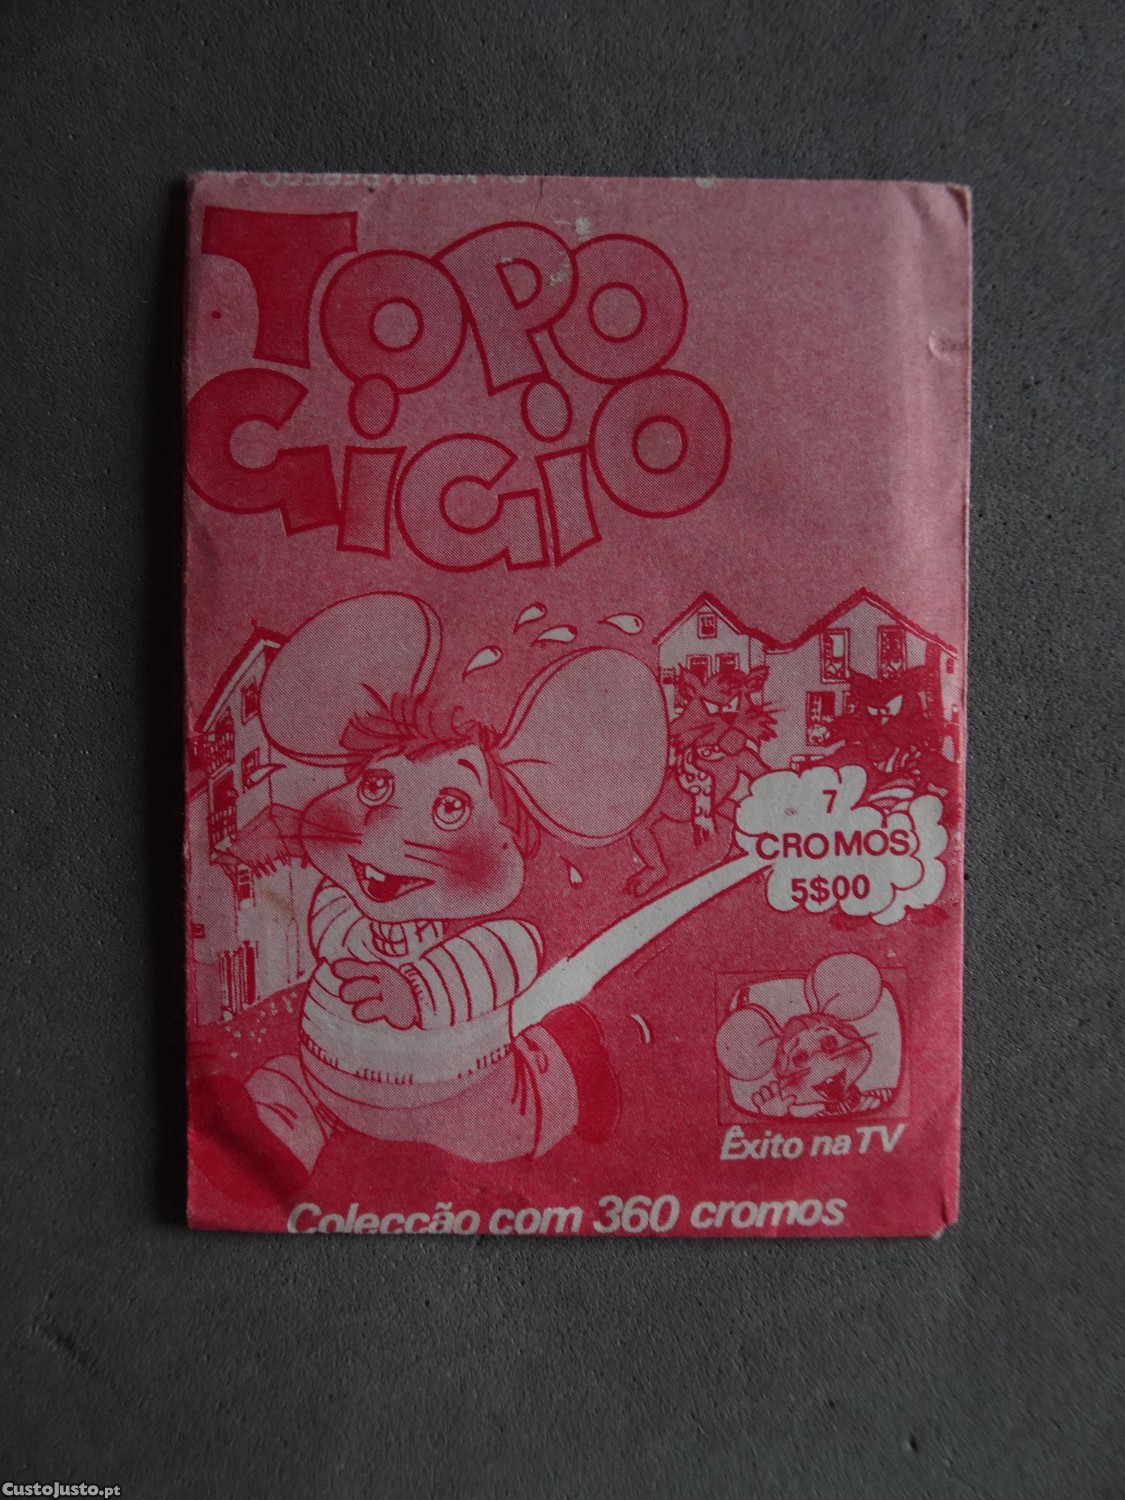 TOPO
GIGIO
7
CROMOS
5$00
Êxito na TV
Colecção com 360 cromos
CustoJusto.pt